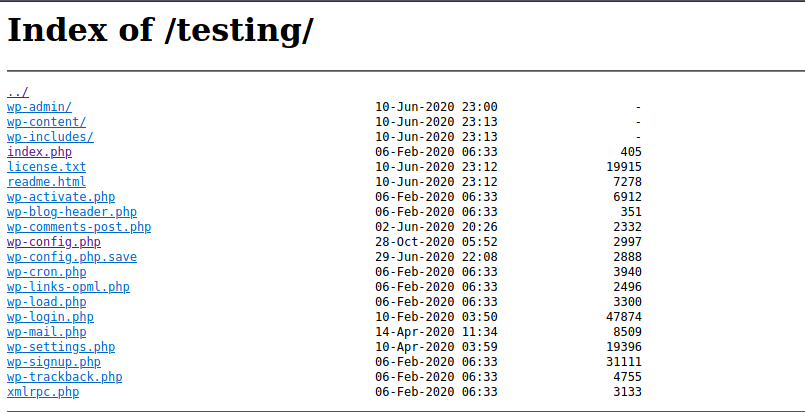 Index of /testing/
../
wp-admin/ 10-Jun-2020 23:00 -
wp-content/ 10-Jun-2020 23:13 -
wp-includes/ 10-Jun-2020 23:13 -
index.php 06-Feb-2020 06:33 405
license.txt 10-Jun-2020 23:12 19915
readme.html 10-Jun-2020 23:12 7278
wp-activate.php 06-Feb-2020 06:33 6912
wp-blog-header.php 06-Feb-2020 06:33 351
wp-comments-post.php 02-Jun-2020 20:26 2332
wp-config.php 28-Oct-2020 05:52 2997
wp-config.php.save 29-Jun-2020 22:08 2888
wp-cron.php 06-Feb-2020 06:33 3940
wp-links-opml.php 06-Feb-2020 06:33 2496
wp-load.php 06-Feb-2020 06:33 3300
wp-login.php 10-Feb-2020 03:50 47874
wp-mail.php 14-Apr-2020 11:34 8509
wp-settings.php 10-Apr-2020 03:59 19396
wp-signup.php 06-Feb-2020 06:33 31111
wp-trackback.php 06-Feb-2020 06:33 4755
xmlrpc.php 06-Feb-2020 06:33 3133